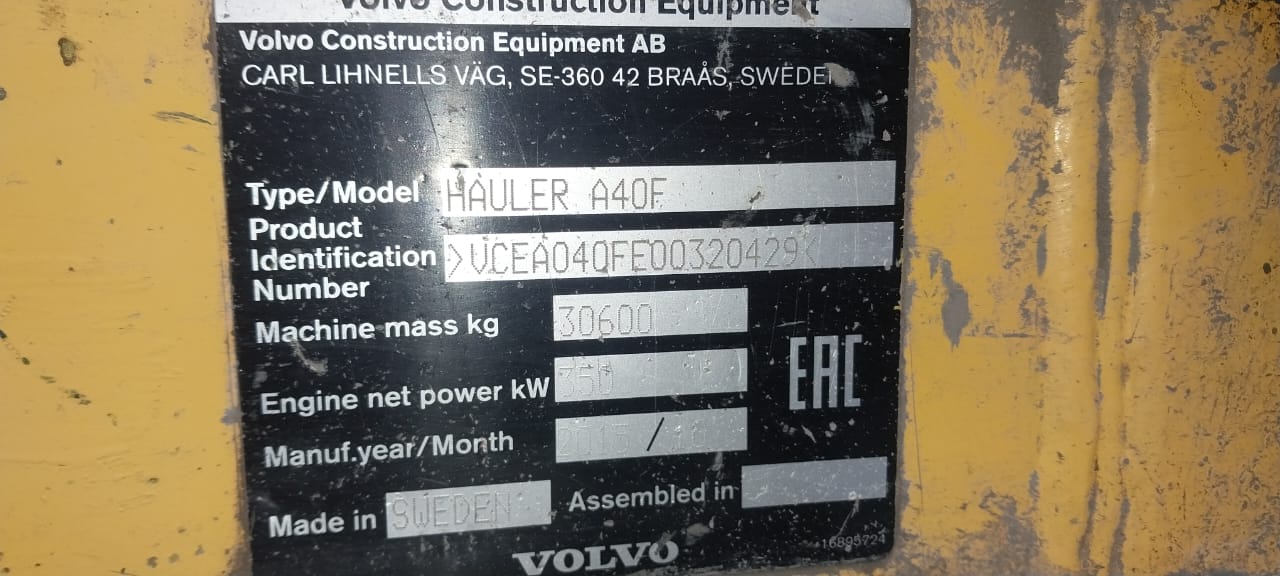 Volvo Construction Equipment
Volvo Construction Equipment AB
CARL LIHNELLS VÄG, SE-360 42 BRAÅS, SWEDEN
Type/Model HAULER A40F
Product
Identification >VCEA040FE00320429<
Number
Machine mass kg 30600
Engine net power kW 350
EAC
Manuf.year/Month /
Made in SWEDEN Assembled in
VOLVO
16895724